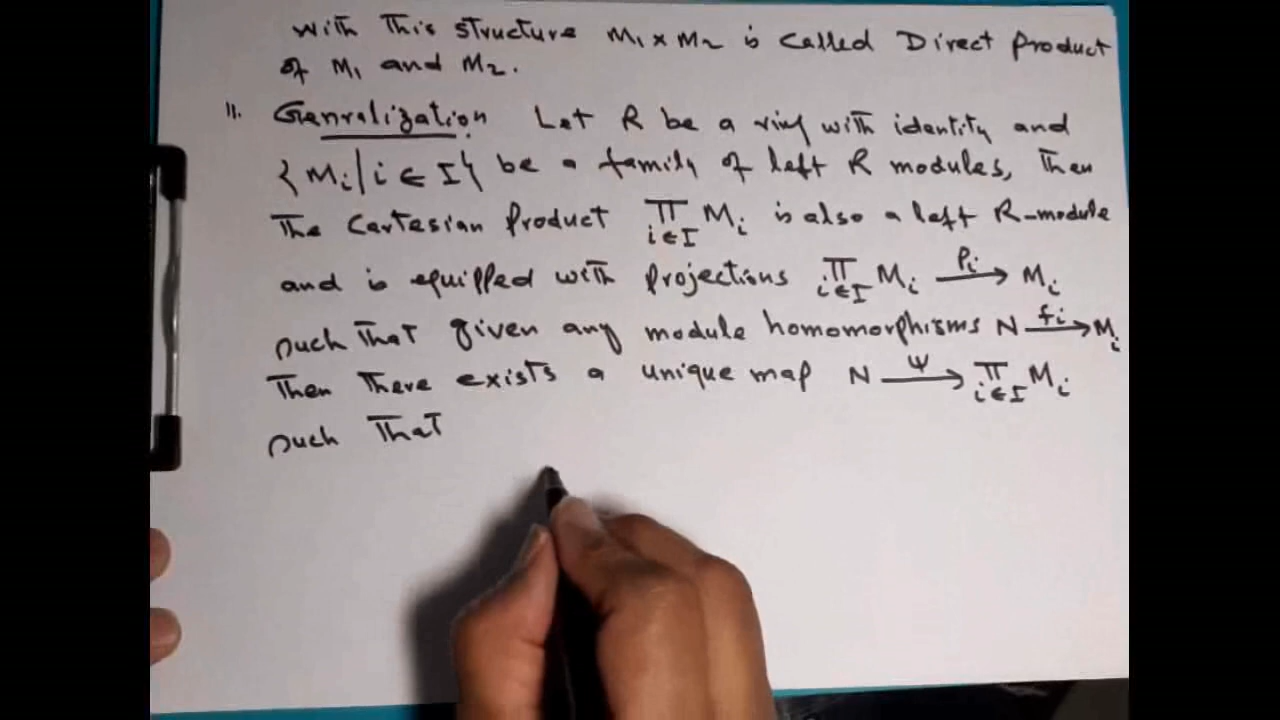 with This structure M₁ × M₂ is called Direct product
of M₁ and M₂.
11. Genralization Let R be a ring with identity and
{Mᵢ / i ∈ I} be a family of left R modules, Then
The Cartesian Product ∏_{i∈I} Mᵢ is also a left R-module
and is equipped with projections ∏_{i∈I} Mᵢ —pᵢ→ Mᵢ
such That given any module homomorphisms N —fᵢ→ Mᵢ
Then There exists a unique map N —ψ→ ∏_{i∈I} Mᵢ
such That